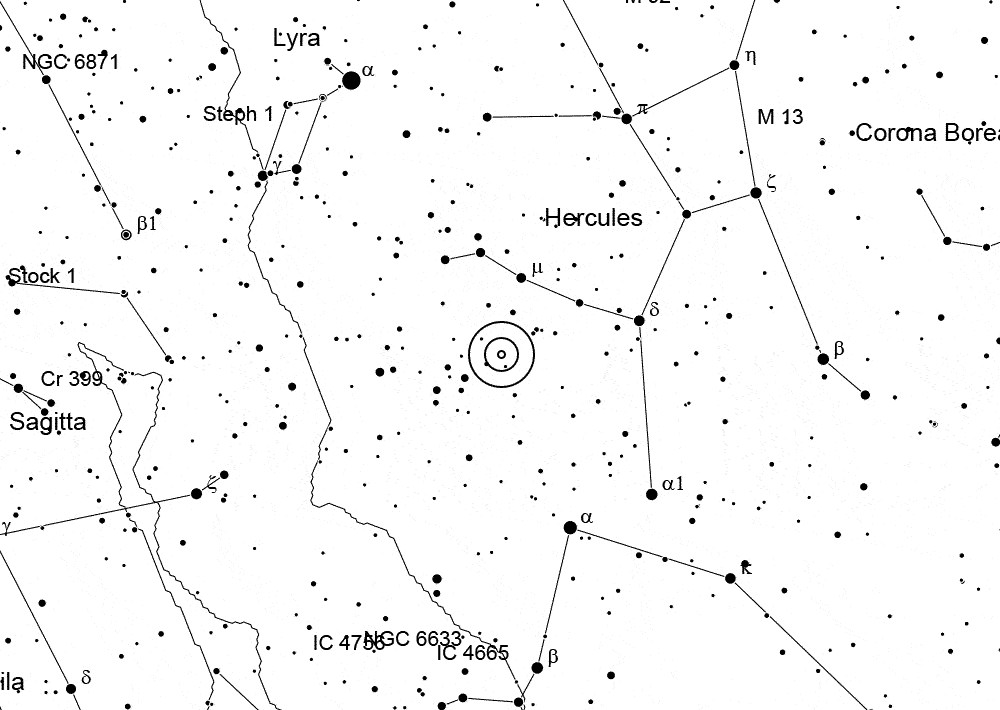 Lyra
α
η
NGC 6871
Steph 1
π
M 13
Corona Borea
γ
ζ
β1
Hercules
Stock 1
μ
δ
β
Cr 399
Sagitta
ζ
α1
γ
α
κ
IC 4756
NGC 6633
IC 4665
β
δ
ila